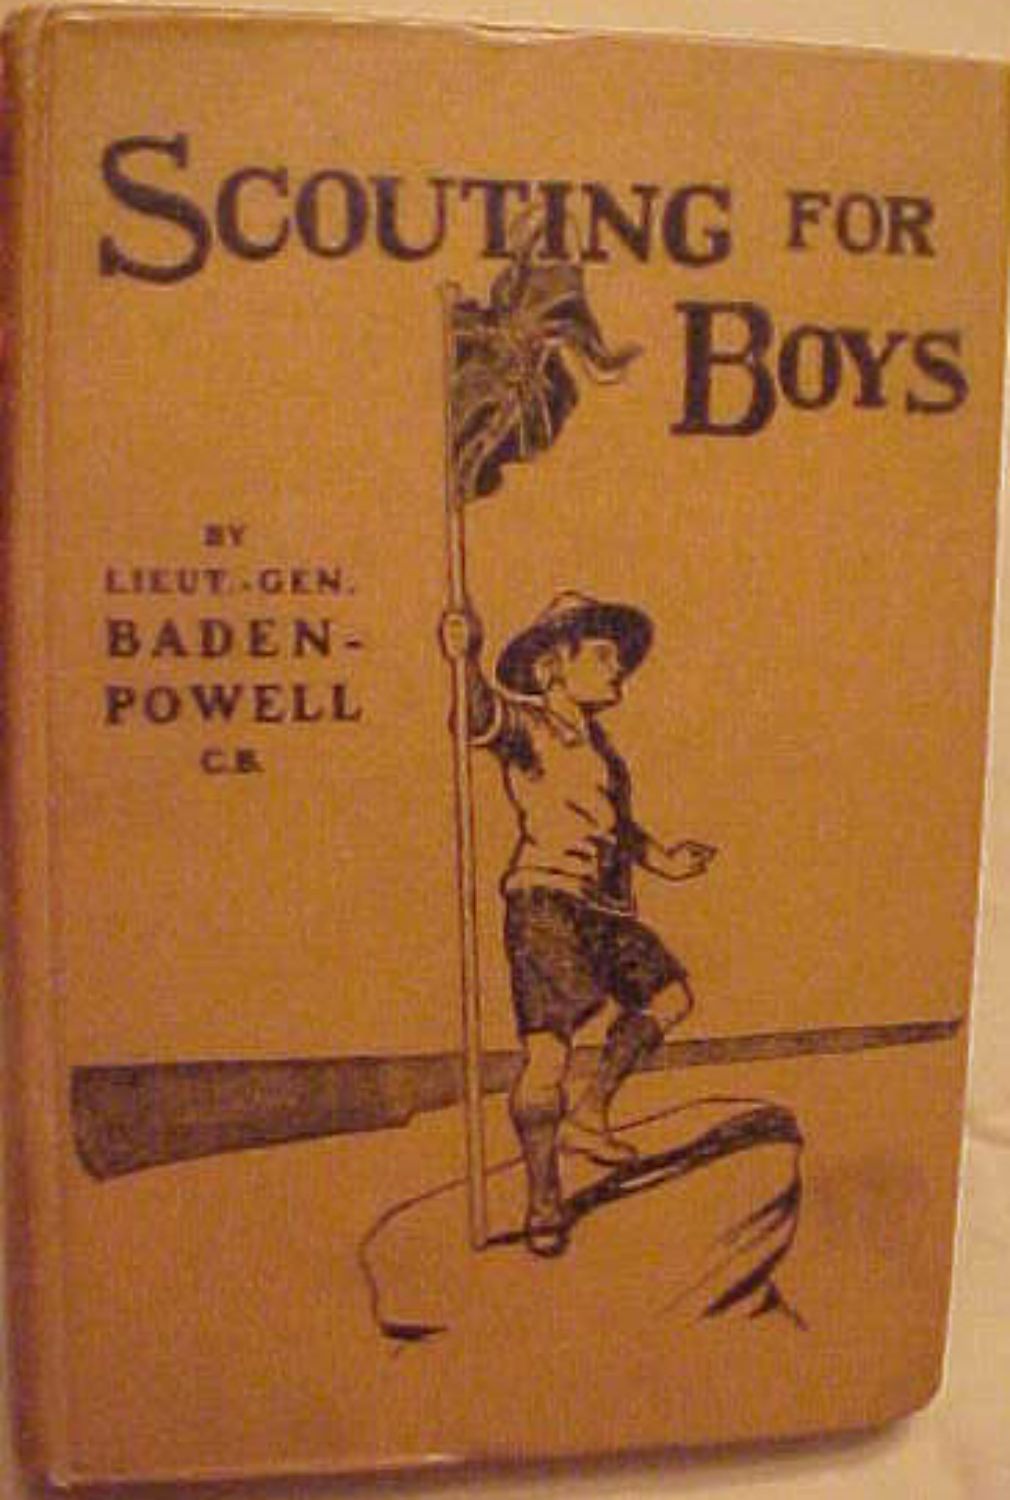 SCOUTING FOR
BOYS
BY
LIEUT.-GEN.
BADEN-
POWELL
C.B.